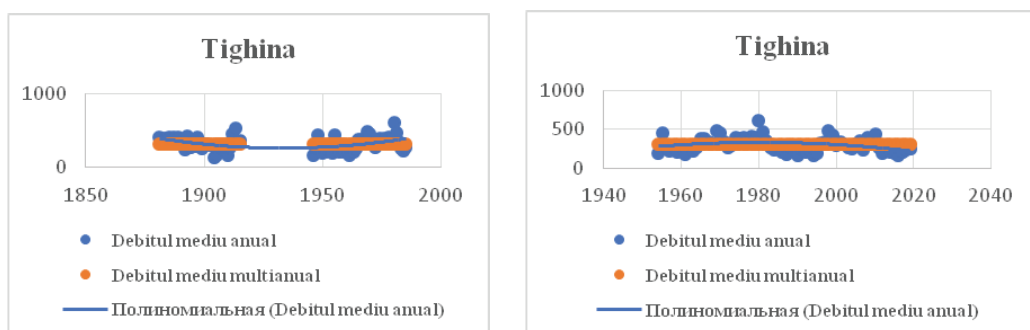 Tighina
1000
0
1850
1900
1950
2000
Debitul mediu anual
Debitul mediu multianual
Полиномиальная (Debitul mediu anual)
Tighina
1000
500
0
1940
1960
1980
2000
2020
2040
Debitul mediu anual
Debitul mediu multianual
Полиномиальная (Debitul mediu anual)